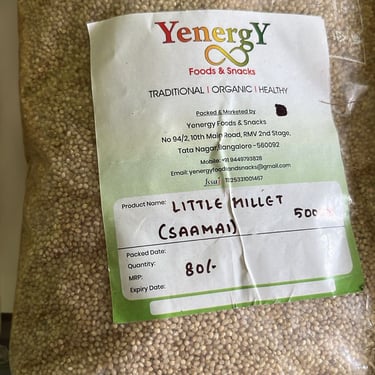 Yenergy
Foods & Snacks
TRADITIONAL | ORGANIC | HEALTHY
Packed & Marketed by
Yenergy Foods & Snacks
No 94/2, 10th Main Road, RMV 2nd Stage,
Tata Nagar, Bangalore -560092
Mobile: +91 9449793828
Email: yenergyfoodsandsnacks@gmail.com
fssai
Product Name: LITTLE MILLET
(SAAMAI)
Packed Date:
Quantity:
MRP: 80/-
Expiry Date: